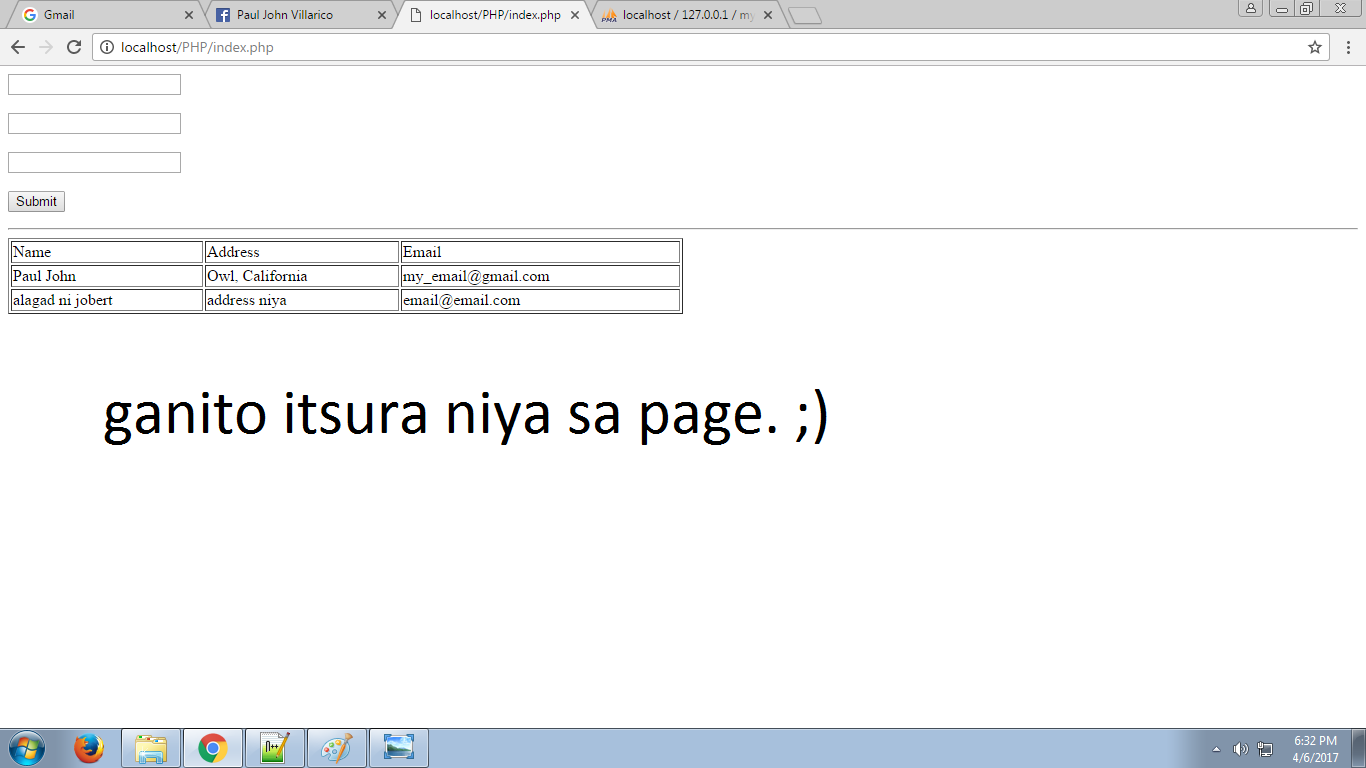 Gmail
Paul John Villarico
localhost/PHP/index.php
localhost / 127.0.0.1 / my
localhost/PHP/index.php
Submit
Name Address Email
Paul John Owl, California my_email@gmail.com
alagad ni jobert address niya email@email.com
ganito itsura niya sa page. ;)
6:32 PM
4/6/2017